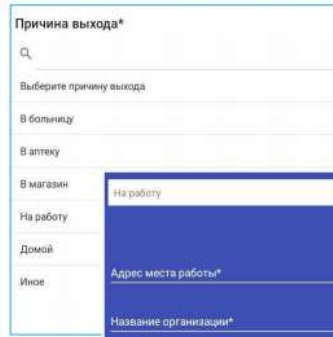 Причина выхода*
Выберите причину выхода
В больницу
В аптеку
В магазин
На работу
Домой
Иное
На работу
Адрес места работы*
Название организации*